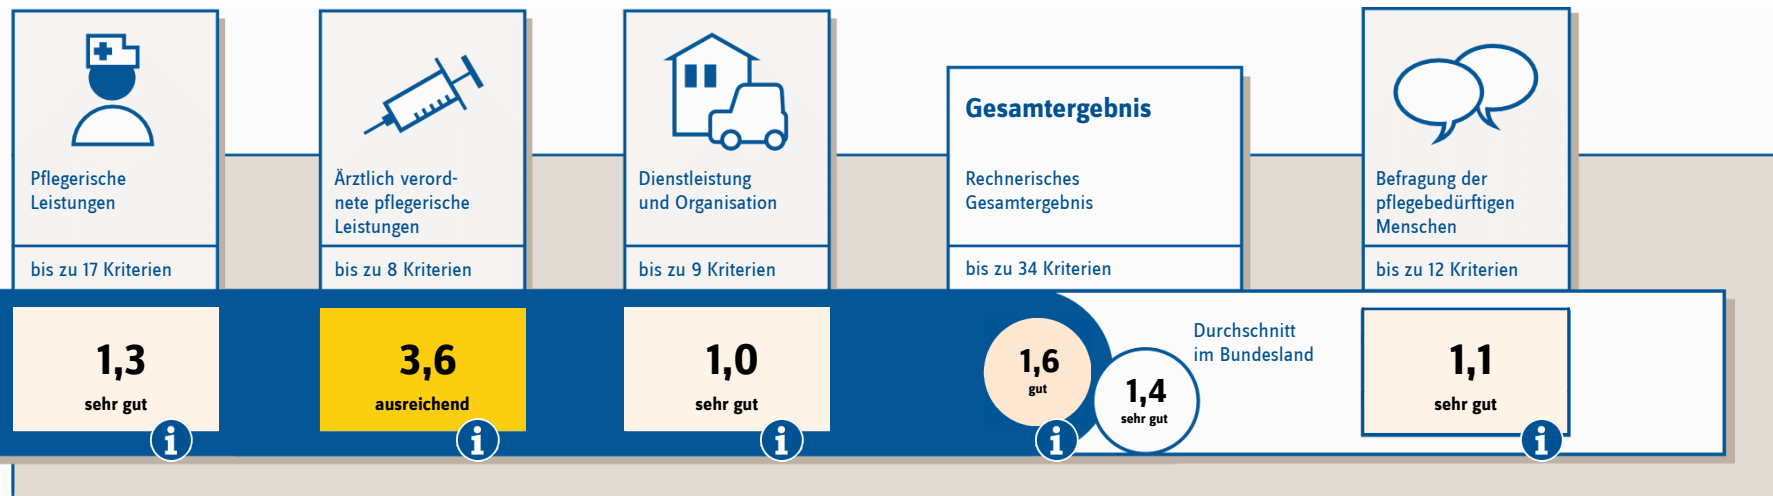 Pflegerische
Leistungen
bis zu 17 Kriterien
1,3
sehr gut
i
Ärztlich verord-
nete pflegerische
Leistungen
bis zu 8 Kriterien
3,6
ausreichend
i
Dienstleistung
und Organisation
bis zu 9 Kriterien
1,0
sehr gut
i
Gesamtergebnis
Rechnerisches
Gesamtergebnis
bis zu 34 Kriterien
1,6
gut
i
Durchschnitt
im Bundesland
1,4
sehr gut
Befragung der
pflegebedürftigen
Menschen
bis zu 12 Kriterien
1,1
sehr gut
i